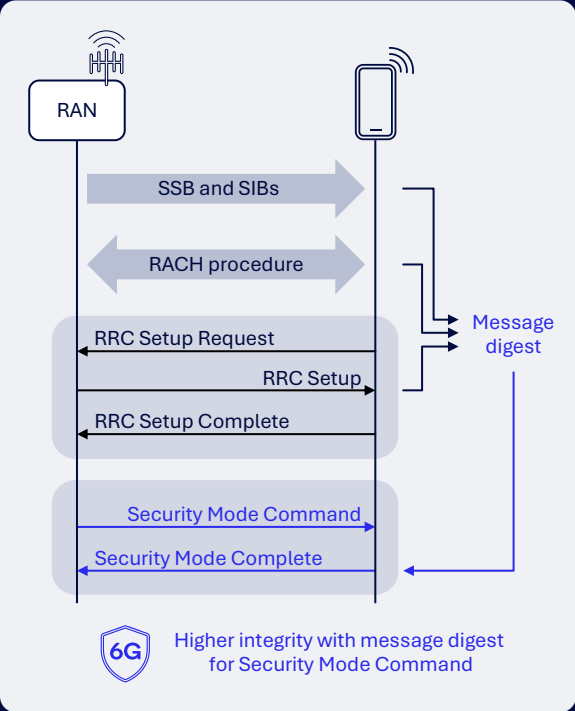 RAN
SSB and SIBs
RACH procedure
RRC Setup Request
RRC Setup
RRC Setup Complete
Message
digest
Security Mode Command
Security Mode Complete
6G
Higher integrity with message digest
for Security Mode Command